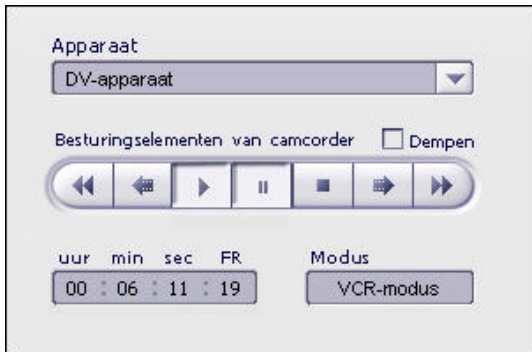 Apparaat
DV-apparaat
Besturingselementen van camcorder Dempen
uur min sec FR Modus
00 : 06 : 11 : 19 VCR-modus